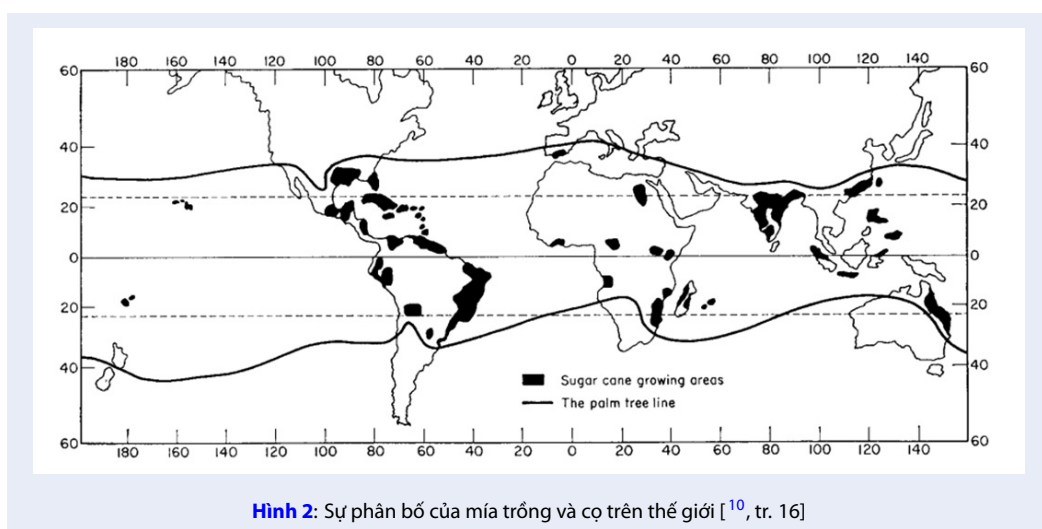 180 160 140 120 100 80 60 40 20 0 20 40 60 80 100 120 140
60 60
40 40
20 20
0 0
20 20
40 40
Sugar cane growing areas
The palm tree line
60 60
180 160 140 120 100 80 60 40 20 0 20 40 60 80 100 120 140
Hình 2: Sự phân bố của mía trồng và cọ trên thế giới [10, tr. 16]